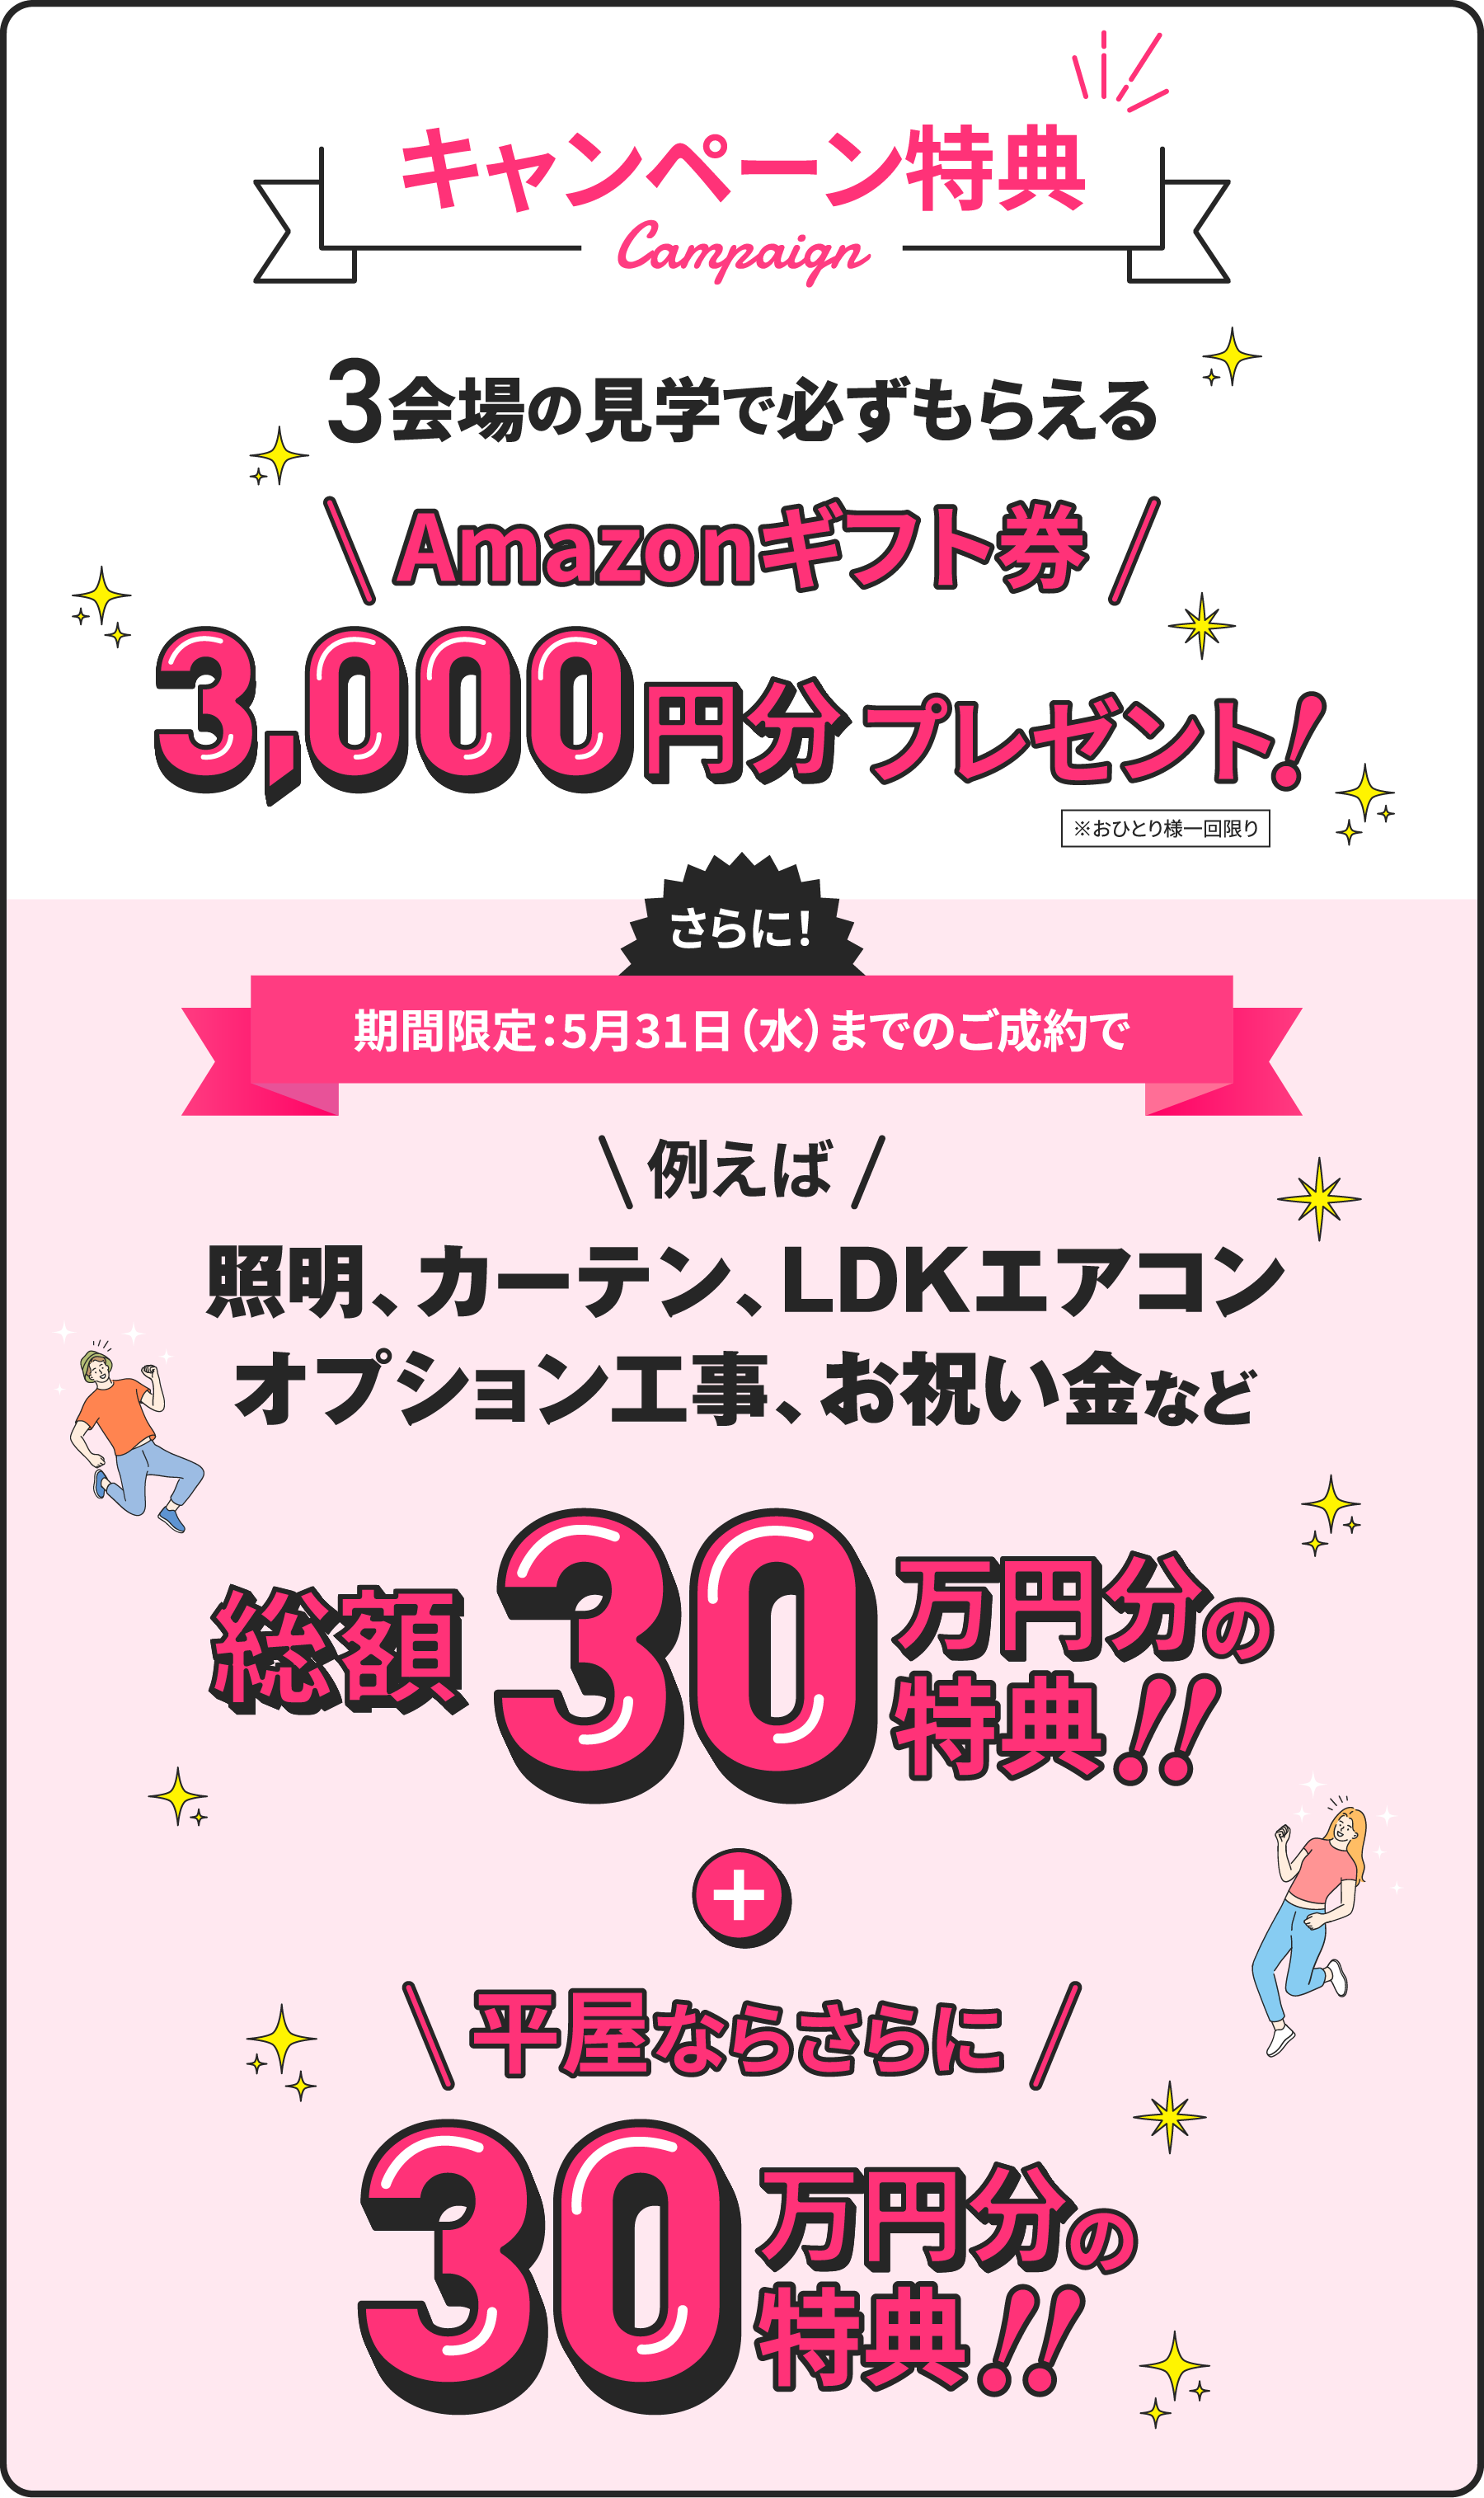 キャンペーン特典
Campaign
3会場の見学で必ずもらえる
Amazonギフト券
3,000円分プレゼント!
※おひとり様一回限り
さらに!
期間限定:5月31日(水)までのご成約で
例えば
照明、カーテン、LDKエアコン
オプション工事、お祝い金など
総額30万円分の
特典!!
+
平屋ならさらに
30万円分の
特典!!